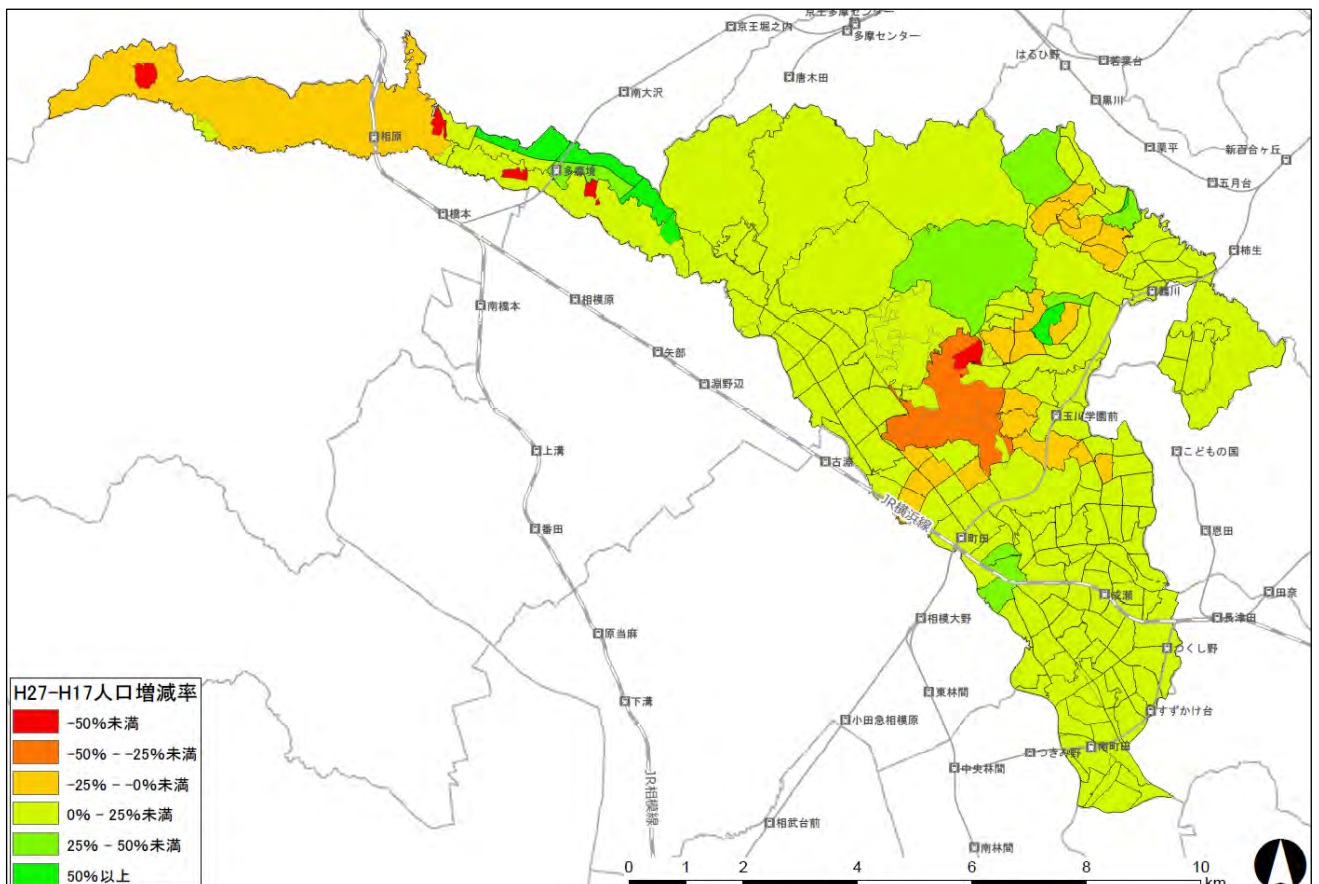 京王多摩センター
京王堀之内
多摩センター
はるひ野
若葉台
唐木田
南大沢
黒川
栗平
新百合ヶ丘
五月台
相原
多摩境
橋本
柿生
鶴川
南橋本
相模原
矢部
淵野辺
玉川学園前
上溝
古淵
こどもの国
JR横浜線
番田
町田
恩田
成瀬
田奈
長津田
相模大野
原当麻
つくし野
東林間
下溝
小田急相模原
すずかけ台
南町田
つきみ野
中央林間
JR相模線
相武台前
南林間
H27-H17人口増減率
-50%未満
-50% - -25%未満
-25% - -0%未満
0% - 25%未満
25% - 50%未満
50%以上
0 1 2 4 6 8 10
km